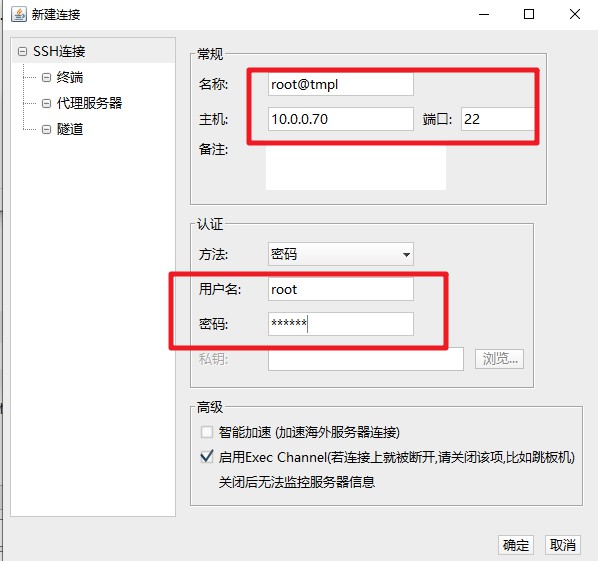 新建连接
SSH连接
终端
代理服务器
隧道
常规
名称: root@tmpl
主机: 10.0.0.70 端口: 22
备注:
认证
方法: 密码
用户名: root
密码: ******
私钥: 浏览...
高级
智能加速 (加速海外服务器连接)
启用Exec Channel(若连接上就被断开,请关闭该项,比如跳板机)
关闭后无法监控服务器信息
确定 取消